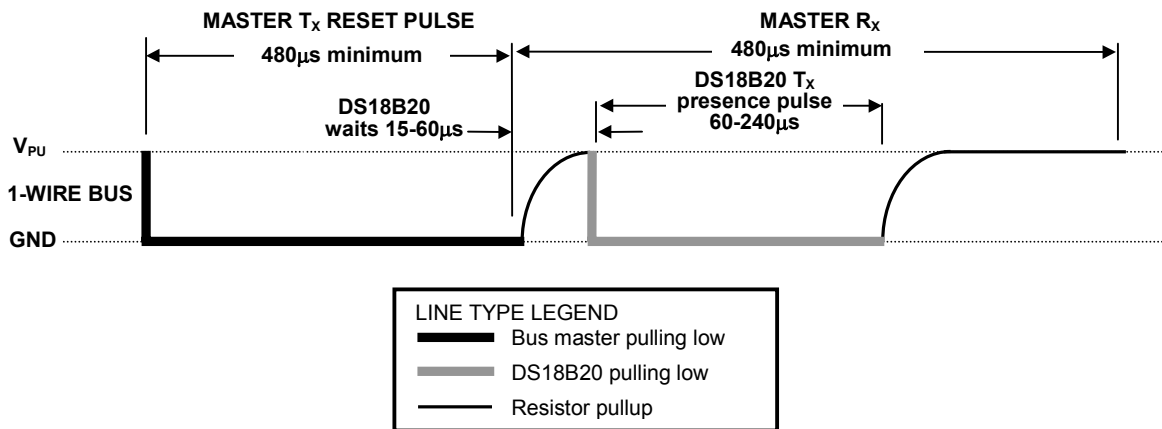 MASTER TX RESET PULSE
480μs minimum
MASTER RX
480μs minimum
DS18B20
waits 15-60μs
DS18B20 TX
presence pulse
60-240μs
VPU
1-WIRE BUS
GND
LINE TYPE LEGEND
Bus master pulling low
DS18B20 pulling low
Resistor pullup